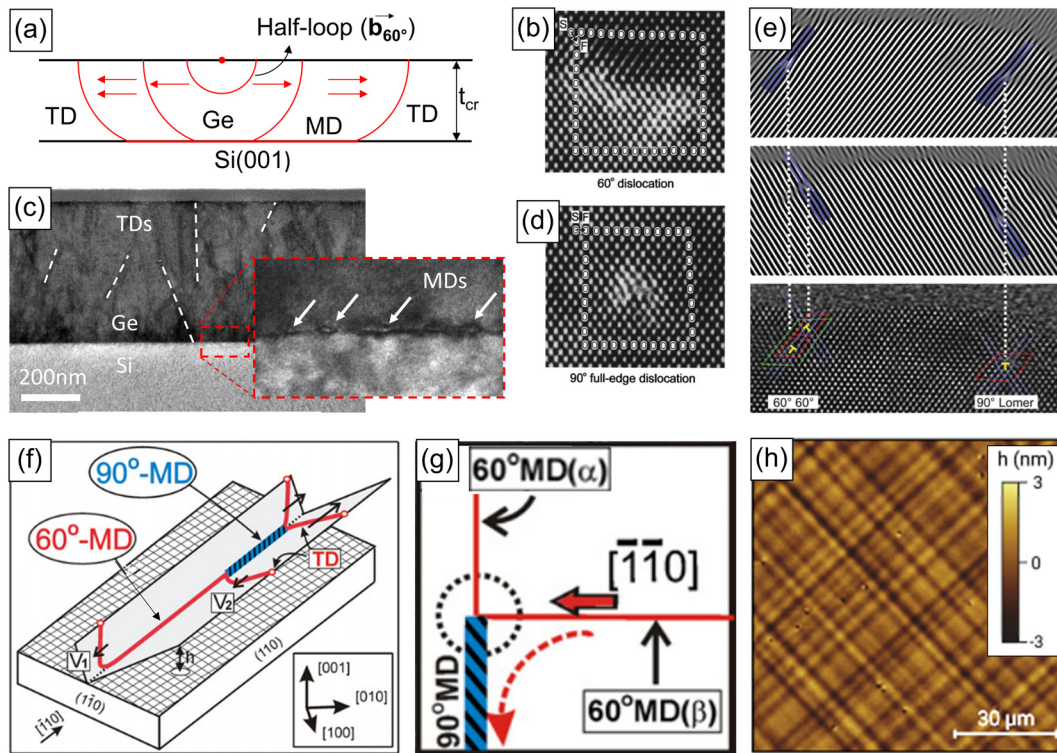 (a)
Half-loop (b60°)
TD
Ge
MD
TD
tcr
Si(001)
(b)
S
G
F
60° dislocation
(c)
TDs
MDs
Ge
Si
200nm
(d)
S F
G
90° full-edge dislocation
(e)
60° 60°
90° Lomer
(f)
90°-MD
60°-MD
TD
V2
V1
h
(110)
(1̄10)
[1̄10]
[001]
[010]
[100]
(g)
60°MD(α)
[1̄1̄0]
90°MD
60°MD(β)
(h)
h (nm)
3
0
-3
30 µm